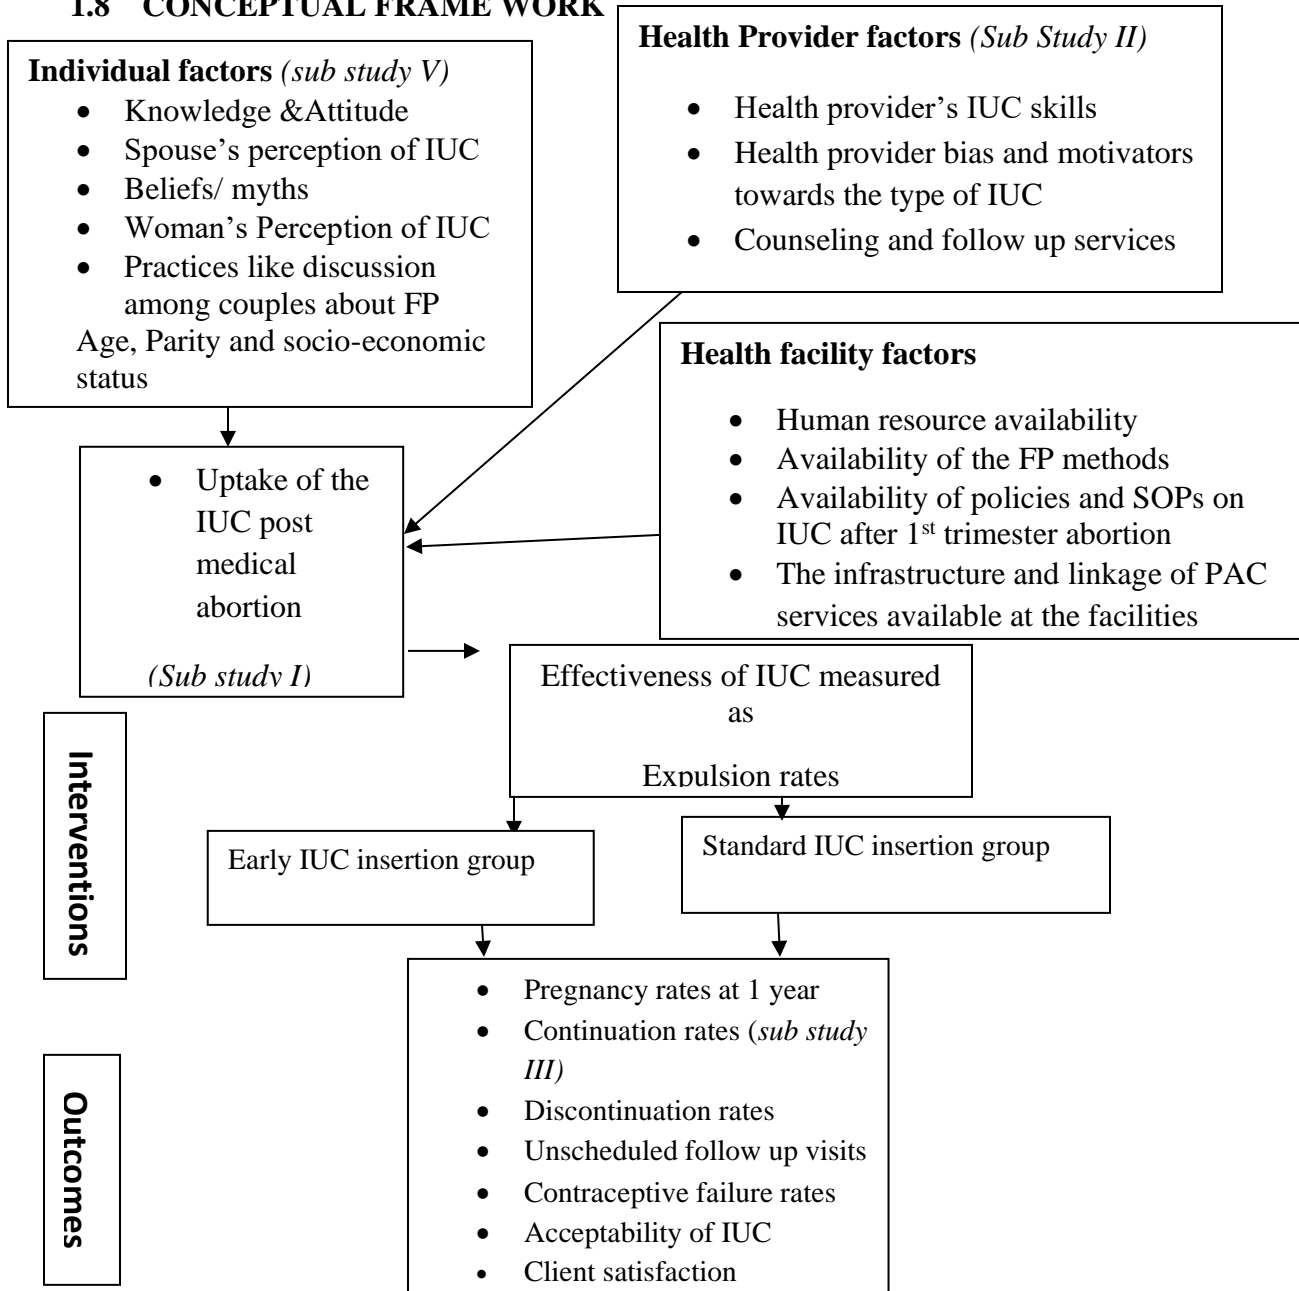 1.8 CONCEPTUAL FRAME WORK
Individual factors (sub study V)
• Knowledge &Attitude
• Spouse's perception of IUC
• Beliefs/ myths
• Woman's Perception of IUC
• Practices like discussion
among couples about FP
Age, Parity and socio-economic
status
Health Provider factors (Sub Study II)
• Health provider's IUC skills
• Health provider bias and motivators
towards the type of IUC
• Counseling and follow up services
Health facility factors
• Human resource availability
• Availability of the FP methods
• Availability of policies and SOPs on
IUC after 1st trimester abortion
• The infrastructure and linkage of PAC
services available at the facilities
• Uptake of the
IUC post
medical
abortion
(Sub study I)
Effectiveness of IUC measured
as
Expulsion rates
Interventions
Early IUC insertion group
Standard IUC insertion group
Outcomes
• Pregnancy rates at 1 year
• Continuation rates (sub study
III)
• Discontinuation rates
• Unscheduled follow up visits
• Contraceptive failure rates
• Acceptability of IUC
• Client satisfaction